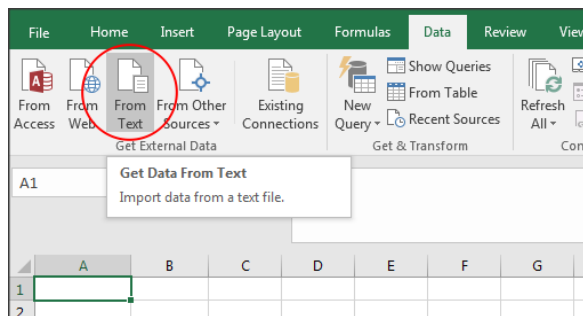 File Home Insert Page Layout Formulas Data Review View
From Access
From Web
From Text
From Other Sources
Existing Connections
Get External Data
New Query
Show Queries
From Table
Recent Sources
Get & Transform
Refresh All
Con
A1
Get Data From Text
Import data from a text file.
A B C D E F G
1
2